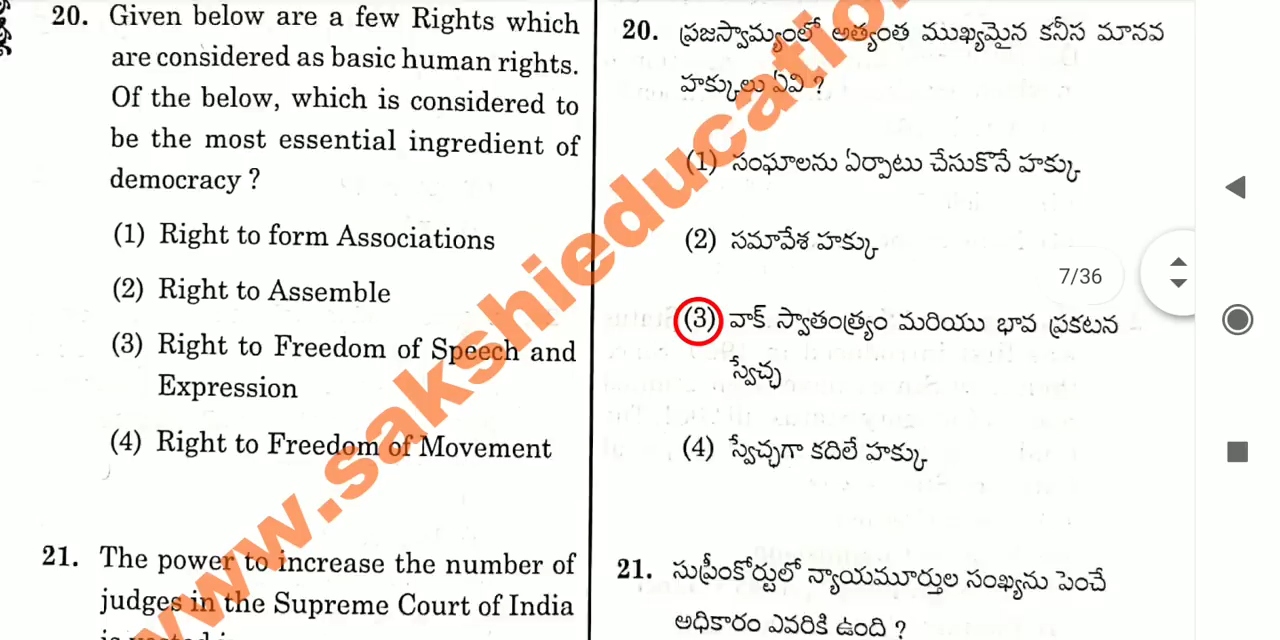 20. Given below are a few Rights which
are considered as basic human rights.
Of the below, which is considered to
be the most essential ingredient of
democracy ?
(1) Right to form Associations
(2) Right to Assemble
(3) Right to Freedom of Speech and
Expression
(4) Right to Freedom of Movement
21. The power to increase the number of
judges in the Supreme Court of India
20. ప్రజాస్వామ్యంలో అత్యంత ముఖ్యమైన కనీస మానవ
హక్కులు ఏవి ?
(1) సంఘాలను ఏర్పాటు చేసుకొనే హక్కు
(2) సమావేశ హక్కు
(3) వాక్ స్వాతంత్ర్యం మరియు భావ ప్రకటన
స్వేచ్ఛ
(4) స్వేచ్ఛగా కదిలే హక్కు
21. సుప్రీంకోర్టులో న్యాయమూర్తుల సంఖ్యను పెంచే
అధికారం ఎవరికి ఉంది ?
7/36
www.sakshieducation